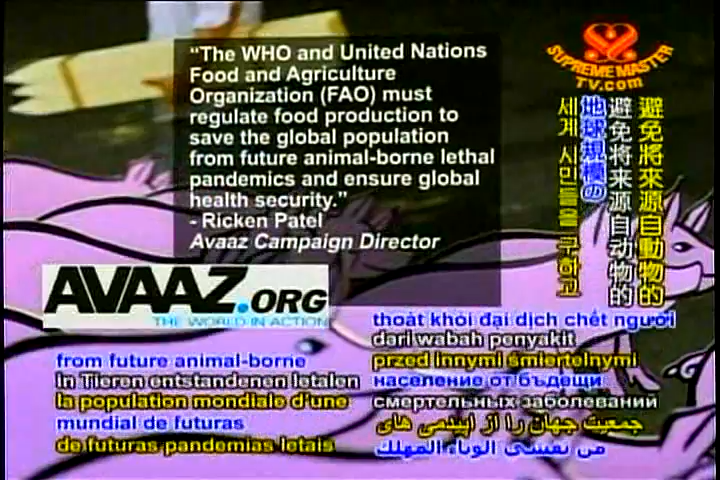 "The WHO and United Nations
Food and Agriculture
Organization (FAO) must
regulate food production to
save the global population
from future animal-borne lethal
pandemics and ensure global
health security."
- Ricken Patel
Avaaz Campaign Director
SUPREME MASTER
TV.com
避免將來源自動物的
避免将来源自动物的
地球規模の
세계 시민들을 구하고
AVAAZ.ORG
THE WORLD IN ACTION
from future animal-borne
in Tieren entstandenen letalen
la population mondiale d'une
mundial de futuras
de futuras pandemias letais
thoát khỏi đại dịch chết người
dari wabah penyakit
przed innymi śmiertelnymi
население от бъдещи
смертельных заболеваний
جمعیت جهان را از اپیدمی های
من تفشي الوباء المهلك